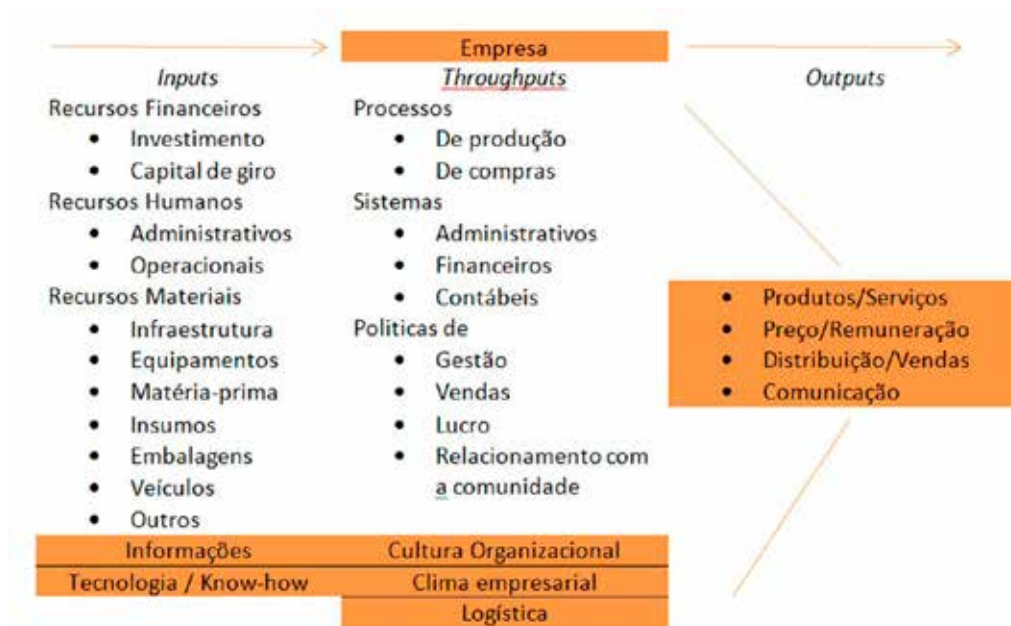 Empresa
Inputs
Throughputs
Outputs
Recursos Financeiros
• Investimento
• Capital de giro
Recursos Humanos
• Administrativos
• Operacionais
Recursos Materiais
• Infraestrutura
• Equipamentos
• Matéria-prima
• Insumos
• Embalagens
• Veículos
• Outros
Informações
Tecnologia / Know-how
Processos
• De produção
• De compras
Sistemas
• Administrativos
• Financeiros
• Contábeis
Politicas de
• Gestão
• Vendas
• Lucro
• Relacionamento com
a comunidade
Cultura Organizacional
Clima empresarial
Logística
• Produtos/Serviços
• Preço/Remuneração
• Distribuição/Vendas
• Comunicação